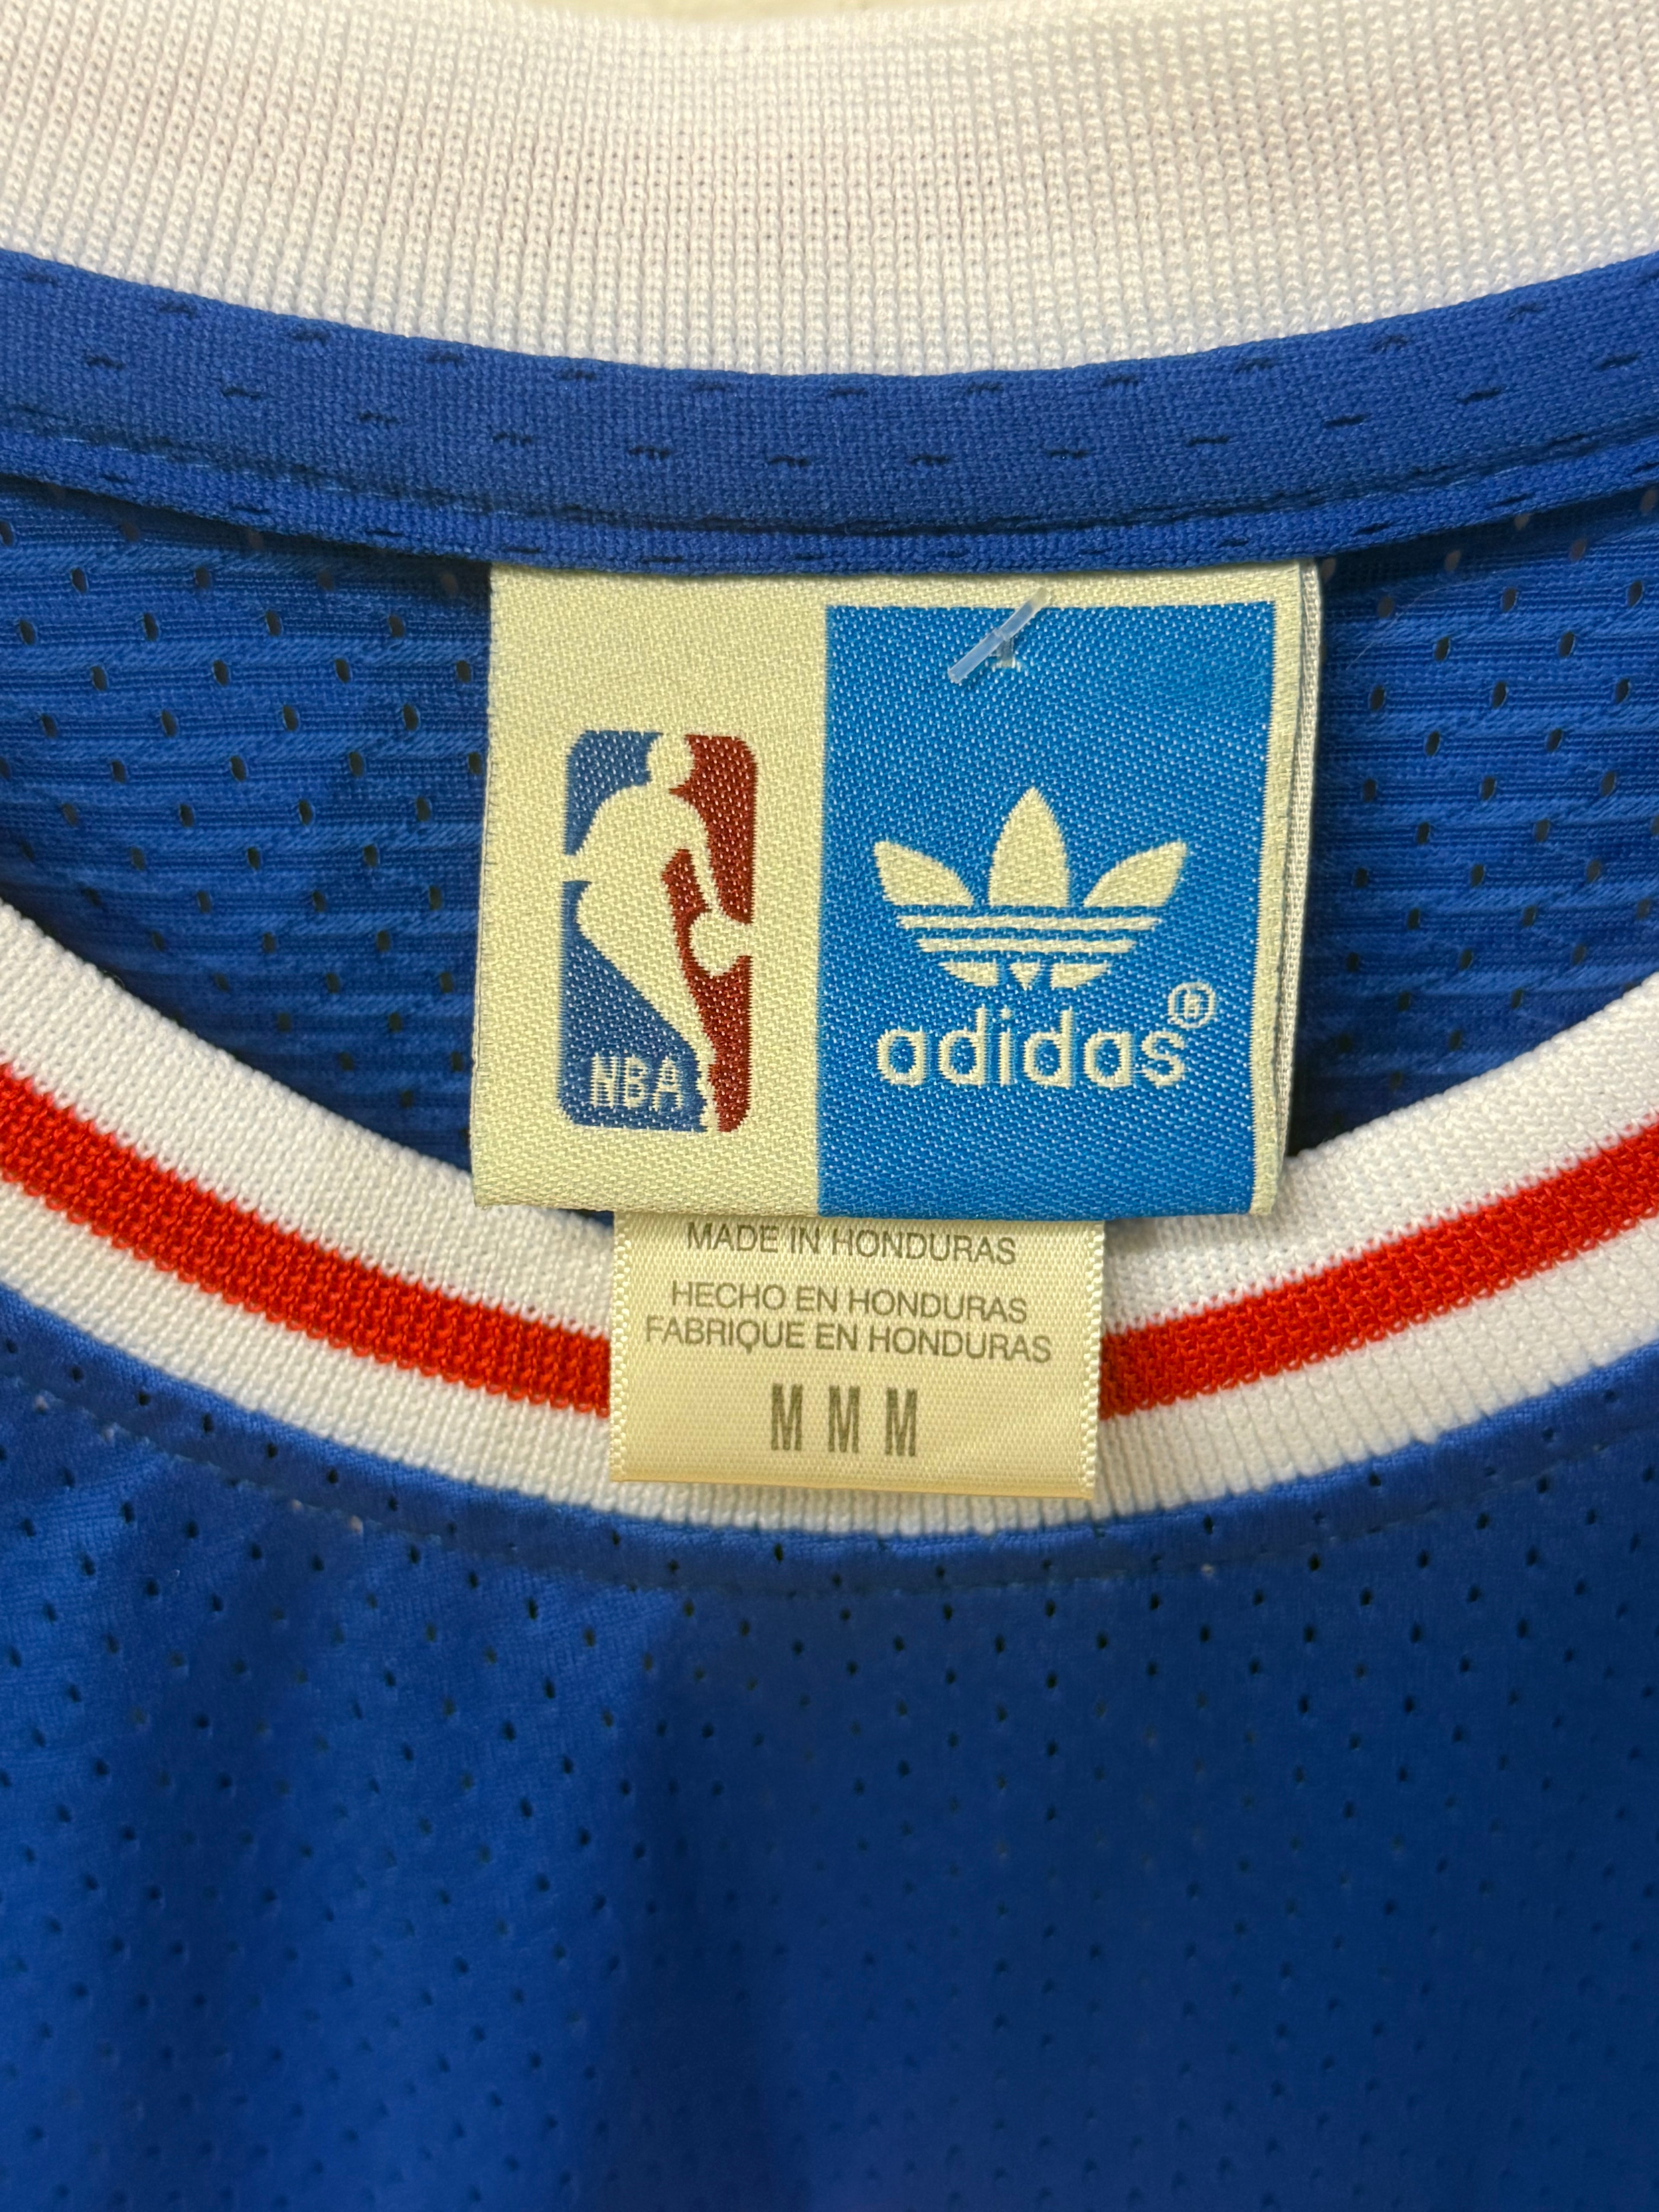 NBA
adidas®
MADE IN HONDURAS
HECHO EN HONDURAS
FABRIQUE EN HONDURAS
M M M